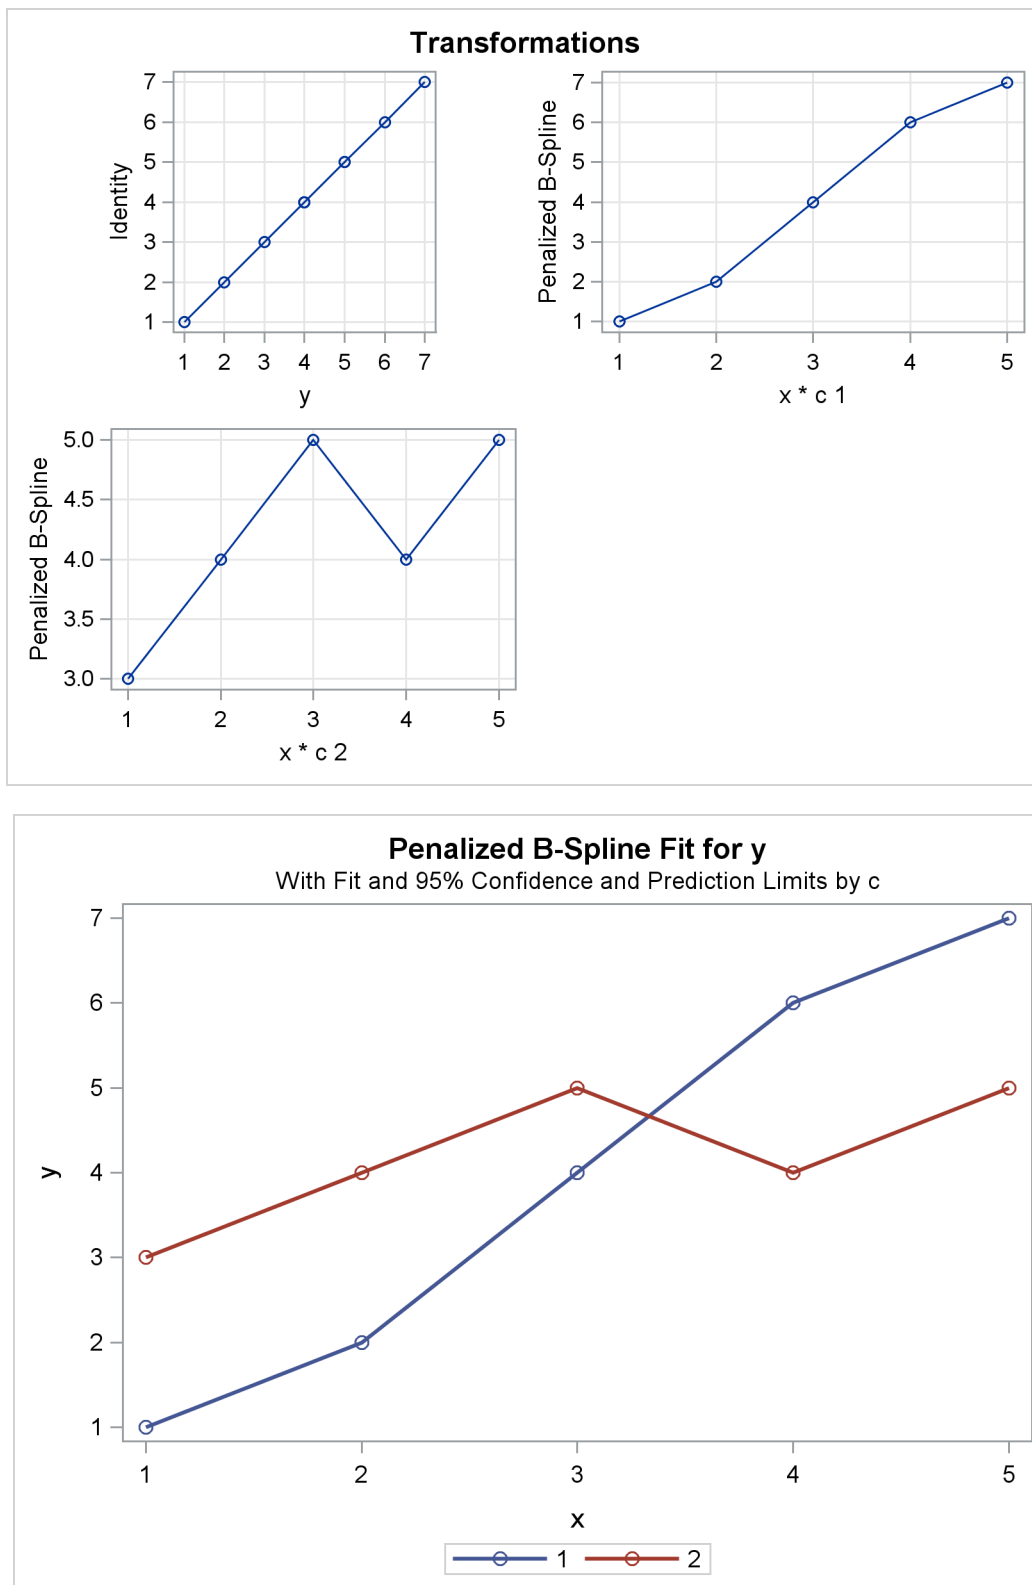 Transformations
Identity
7
6
5
4
3
2
1
1 2 3 4 5 6 7
y
Penalized B-Spline
7
6
5
4
3
2
1
1 2 3 4 5
x * c 1
Penalized B-Spline
5.0
4.5
4.0
3.5
3.0
1 2 3 4 5
x * c 2
Penalized B-Spline Fit for y
With Fit and 95% Confidence and Prediction Limits by c
y
7
6
5
4
3
2
1
1 2 3 4 5
x
1 2